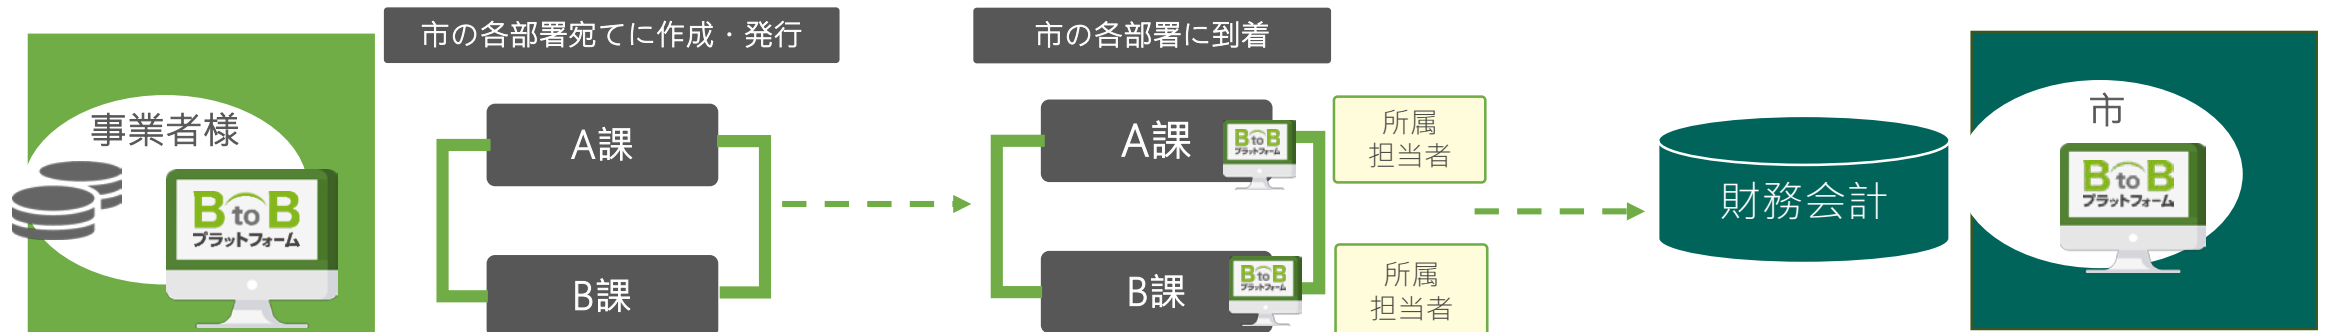 市の各部署宛てに作成・発行
市の各部署に到着
事業者様
BtoB
プラットフォーム
A課
B課
A課
BtoB
プラットフォーム
所属
担当者
B課
BtoB
プラットフォーム
所属
担当者
財務会計
市
BtoB
プラットフォーム